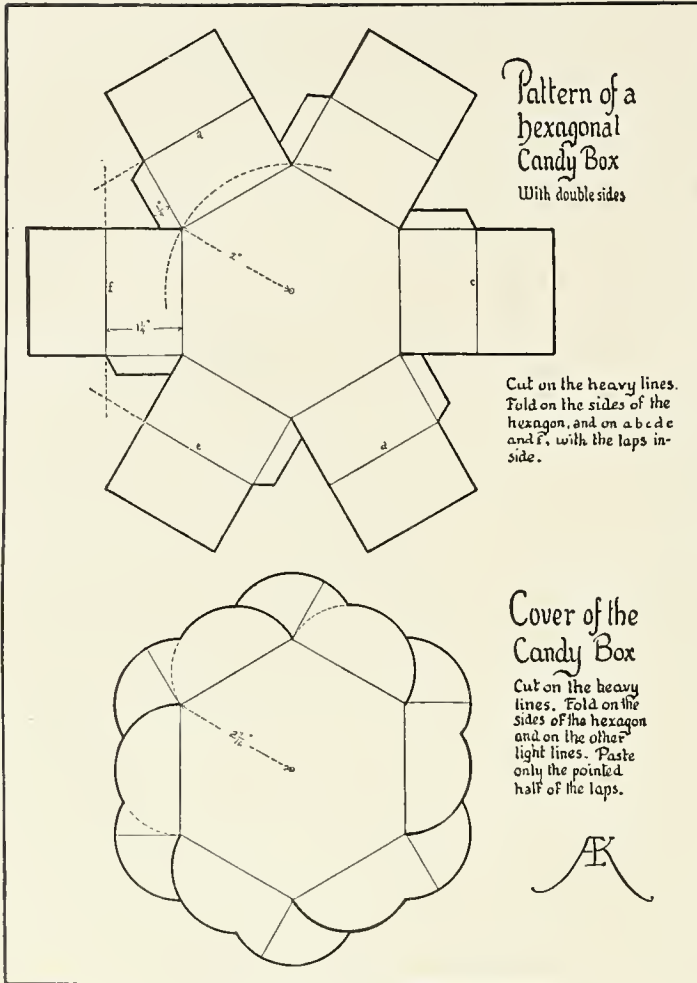 Pattern of a
hexagonal
Candy Box
With double sides
a
2"
f
c
1¼"
Cut on the heavy lines.
Fold on the sides of the
hexagon, and on a b c d e
and f, with the laps in-
side.
e
d
Cover of the
Candy Box
Cut on the heavy
lines. Fold on the
sides of the hexagon
and on the other
light lines. Paste
only the pointed
half of the laps.